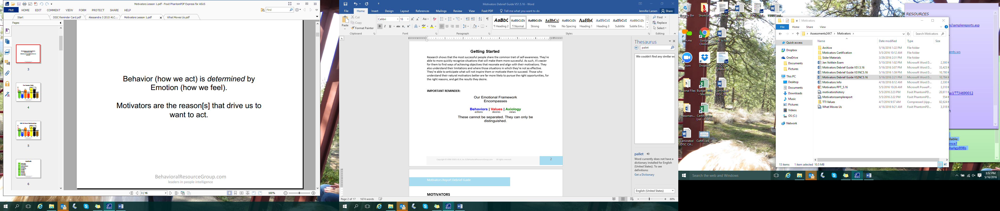 Motivators Lesson 1.pdf - Foxit PhantomPDF Express for ASUS
FILE HOME EDIT COMMENT VIEW FORM PROTECT SHARE HELP
Find
Start
DISC Reminder Card.pdf
Alessandra 3 2015 #LC...
Motivators Lesson 1.pdf
What Moves Us.pdf
Pages
3
The Passion Pallet
4
DISC & Driver Relationships
5
Aesthetic
6
Behavior (how we act) is determined by
Emotion (how we feel).
Motivators are the reason[s] that drive us to
want to act.
BehavioralResourceGroup.com
leaders in people intelligence
3 / 46
100%
Motivators Debrief Guide VS1.5.16 - Word
File Home Insert Design Layout References Mailings Review View Foxit PDF Tell me what you want to do
Jennifer Larsen Share
Paste
Cut
Copy
Format Painter
Clipboard
Calibri 16
Font
Paragraph
AaBbC AaBbCcDc AaBbCcDc AaBbCcI AaBbCcDc AaBbC AaBbCcI AaBbCcI AaBbCcDc
¶ Heading 2 ¶ Normal Strong ¶ Title No Spacing Heading 1 Heading 3 Subtitle Subtle Em...
Styles
Find
Replace
Select
Editing
Getting Started
Research shows that the most successful people share the common trait of self-awareness. They're
able to more quickly recognize situations that will make them more successful. As such, it's easier
for them to find ways of achieving objectives that resonate and align with their motivations. They
also understand their limitations and where those situations in which they're not as effective.
They're able to anticipate what will not inspire them or motivate them to succeed. Those who
understand their natural motivators better are far more likely to pursue the right opportunities, for
the right reasons, and get the results they desire.
IMPORTANT REMINDER:
Our Emotional Framework
Encompasses
Behaviors | Values | Axiology
actions desires views
These cannot be separated. They can only be
distinguished.
2
Motivators Report Debrief Guide
MOTIVATORS
Page 2 of 17 1674 words
80%
Thesaurus
pallet
We couldn't find any similar wo
pallet
Word currently does not have a
dictionary installed for English
(United States). To see
definitions:
Get a Dictionary
English (United States)
Recycle Bin
Shortcuts
join.me
Google Chrome
Stuff to Note
Zoom
Dropbox
DISC Cert Syllabusrv
Personal Files
Budget 2016 - Shortcut
Laminated DISC_M...
Assessmen...
Certification List - Asses...
Laminated DISC CA...
Certificate_...
RESOURCES
m/samplereports.asp
ents.ws
us/j/7734690012
ilable:
ence?
AaAgpB98s
Motivators
File Home Share View
Assessments24X7 Motivators
Search Motivators
Quick access
Dropbox
OneDrive
Documents
Pictures
This PC
Desktop
Documents
Downloads
Music
Pictures
Videos
OS (C:)
Network
Name Date modified Type Size
Archive 5/16/2016 1:22 PM File folder
Motivators Certification 5/5/2016 10:12 AM File folder
Sisler Materials 3/29/2016 2:31 PM File folder
Jen Voitlein Exam 5/10/2016 1:02 PM Microsoft Word D... 2,300 K
Motivators Debrief Guide VS1.5.16 5/16/2016 3:07 PM Microsoft Word D... 33,423 K
Motivators Debrief Guide VS1NC5.16 5/16/2016 1:59 PM Microsoft Word D... 10,780 K
Motivators Debrief Guide VS2NC5.16 5/16/2016 2:21 PM Microsoft Word D... 10,784 K
Motivators Info 4/18/2016 8:12 AM Microsoft Word D... 2,330 K
Motivators PPT_5.16 5/5/2016 10:26 AM Microsoft PowerP... 3,310 K
motivatorshistory 5/5/2016 2:23 PM Foxit PhantomPD... 20,611 K
Motivatorssamplereport 5/5/2016 2:22 PM Foxit PhantomPD... 554 K
TTI Values 4/7/2016 9:57 AM Compressed (zipp... 82,624 K
What Moves Us 4/18/2016 9:21 AM Foxit PhantomPD... 3,318 K
13 items 1 item selected 10.5 MB
Search the web and Windows
3:52 PM
5/16/2016